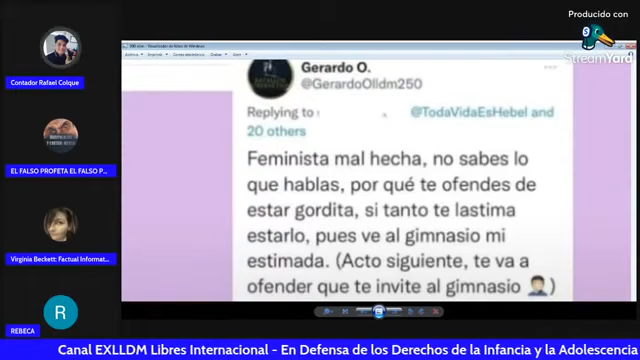 Producido con
StreamYard
Contador Rafael Colque
EL FALSO PROFETA EL FALSO P...
Virginia Beckett: Factual Informat...
R
REBECA
Gerardo O.
@GerardoOlldm250
Replying to
@TodaVidaEsHebel and
20 others
Feminista mal hecha, no sabes lo
que hablas, por qué te ofendes de
estar gordita, si tanto te lastima
estarlo, pues ve al gimnasio mi
estimada. (Acto siguiente, te va a
ofender que te invite al gimnasio 🤦🏻‍♂️)
Canal EXLLDM Libres Internacional - En Defensa de los Derechos de la Infancia y la Adolescencia